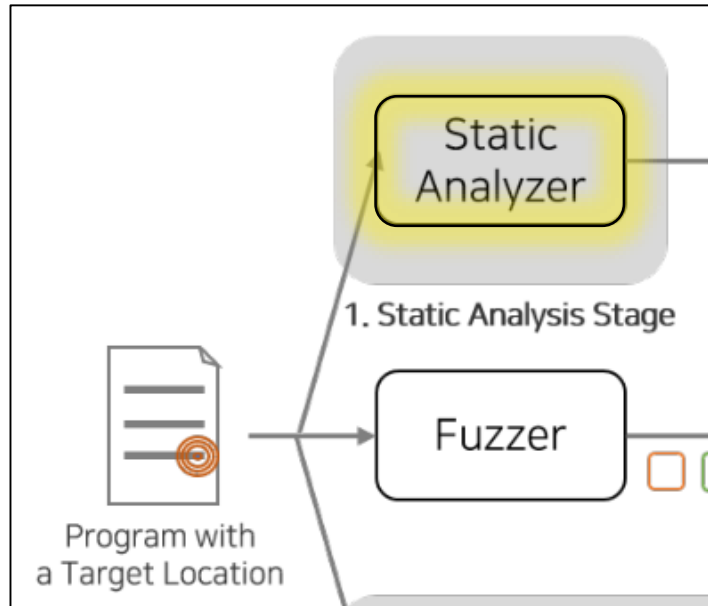 Static
Analyzer
1. Static Analysis Stage
Fuzzer
Program with
a Target Location